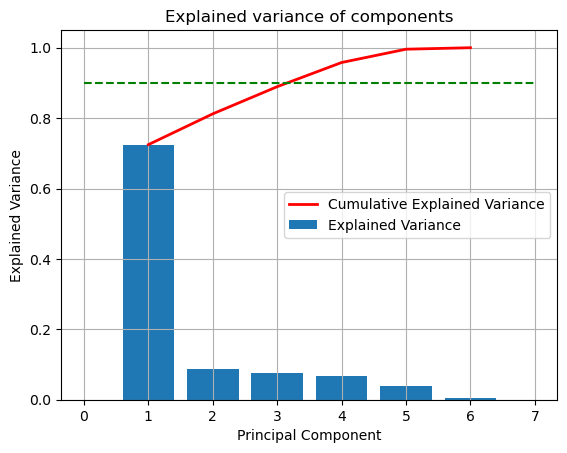 Explained variance of components
Explained Variance
1.0
0.8
0.6
0.4
0.2
0.0
Cumulative Explained Variance
Explained Variance
0 1 2 3 4 5 6 7
Principal Component